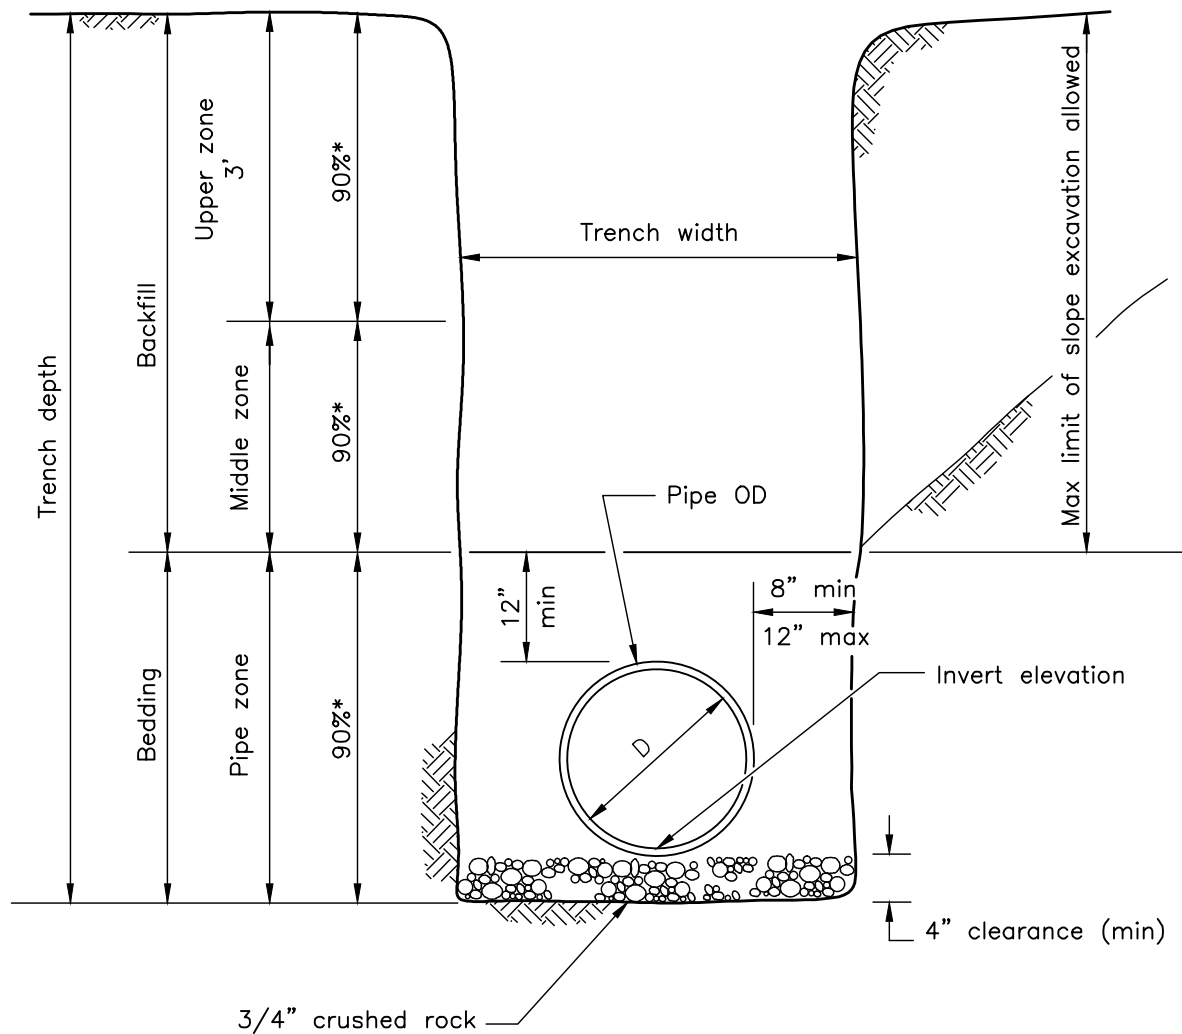 Upper zone
3'
90%*
Trench width
Backfill
Trench depth
Middle zone
90%*
Max limit of slope excavation allowed
Pipe OD
12"
min
8" min
12" max
Invert elevation
Bedding
Pipe zone
90%*
D
4" clearance (min)
3/4" crushed rock